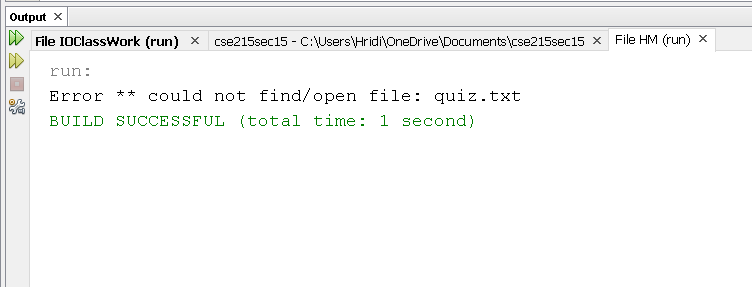 Output
File IOClassWork (run)
cse215sec15 - C:\Users\Hridi\OneDrive\Documents\cse215sec15
File HM (run)
run:
Error ** could not find/open file: quiz.txt
BUILD SUCCESSFUL (total time: 1 second)